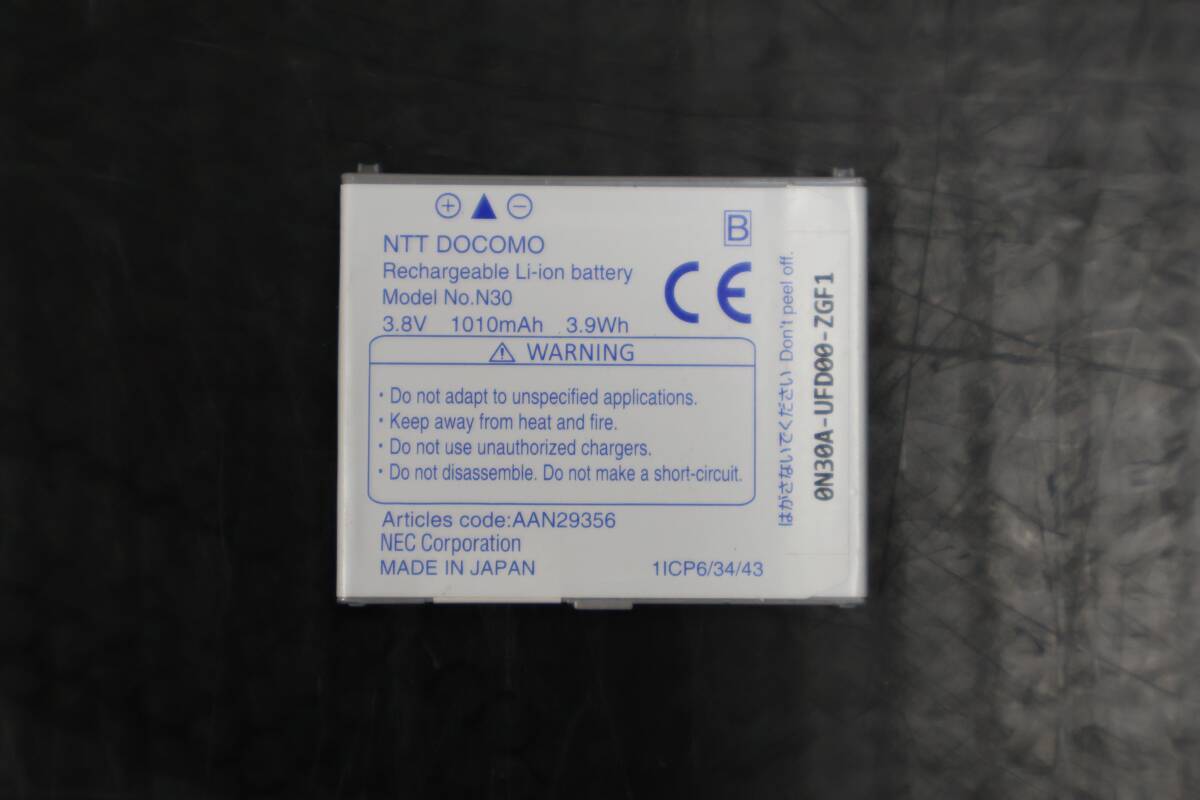 B
NTT DOCOMO
Rechargeable Li-ion battery
Model No.N30
3.8V 1010mAh 3.9Wh
CE
WARNING
・Do not adapt to unspecified applications.
・Keep away from heat and fire.
・Do not use unauthorized chargers.
・Do not disassemble. Do not make a short-circuit.
Articles code:AAN29356
NEC Corporation
MADE IN JAPAN 1ICP6/34/43
はがさないでください Don't peel off.
0N30A-UFD00-ZGF1